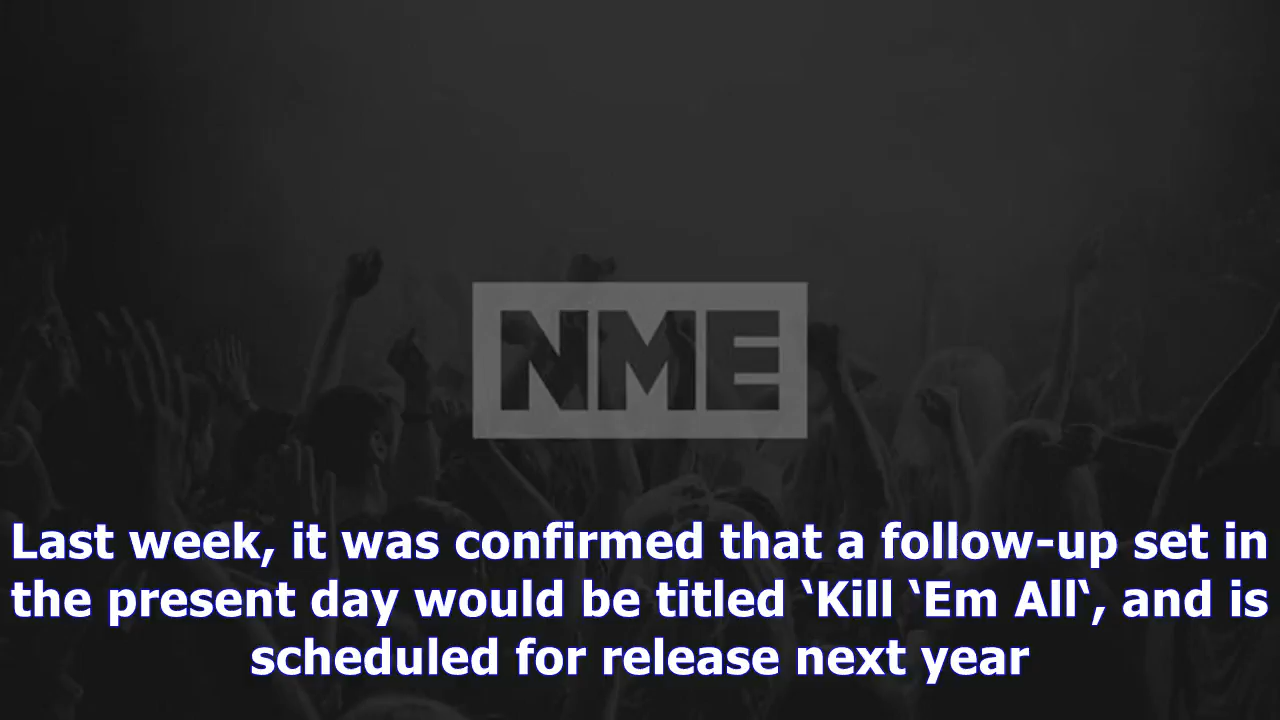 NME
Last week, it was confirmed that a follow-up set in
the present day would be titled ‘Kill ‘Em All‘, and is
scheduled for release next year